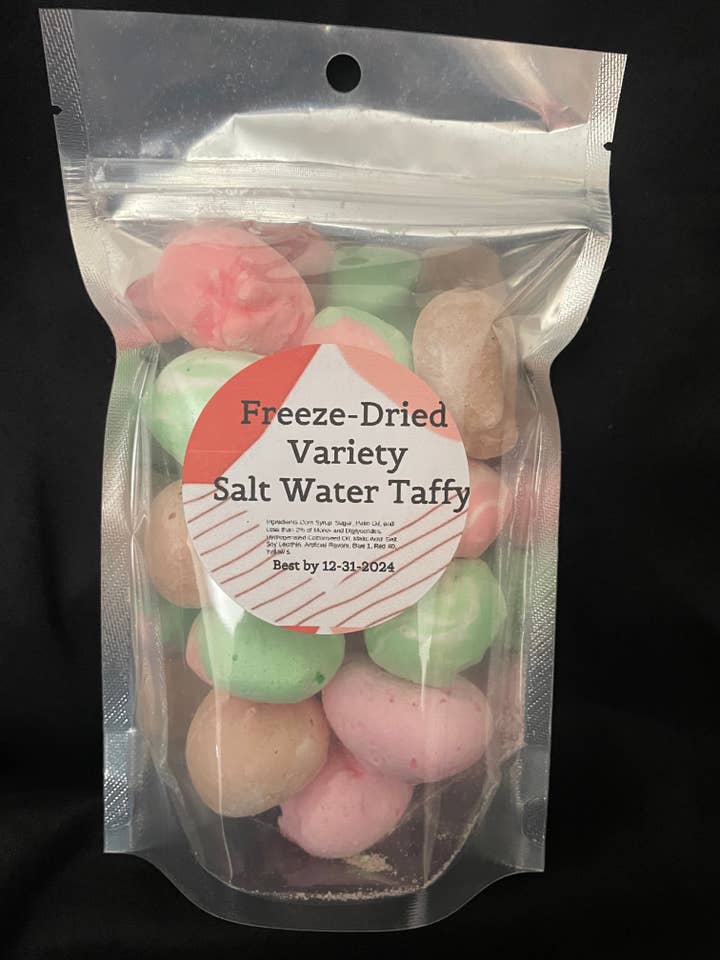 Freeze-Dried
Variety
Salt Water Taffy
Ingredients Corn Syrup, Sugar, Palm Oil, and
Less than 2% of Mono- and Diglycerides,
Hydrogenated Cottonseed Oil, Malic Acid, Salt
Soy Lecithin, Artificial Flavors, Blue 1, Red 40,
Yellow 5
Best by 12-31-2024